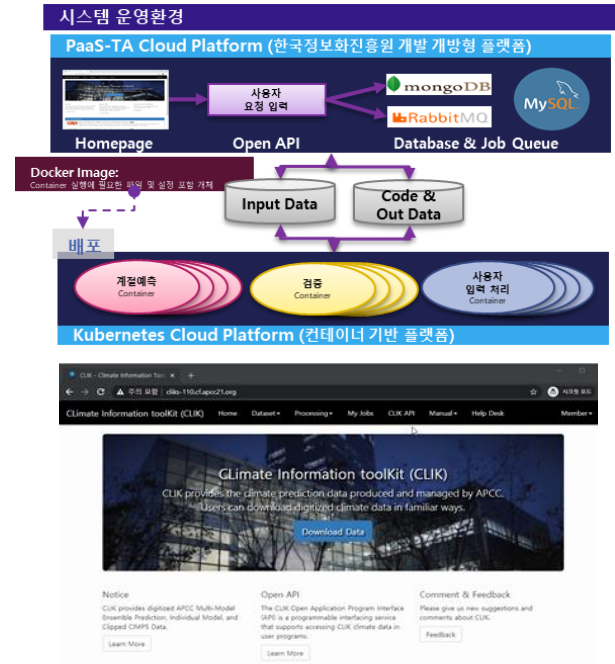 시스템 운영환경
PaaS-TA Cloud Platform (한국정보화진흥원 개발 개방형 플랫폼)
사용자
요청 입력
mongoDB
RabbitMQ
MySQL
Homepage
Open API
Database & Job Queue
Docker Image:
Container 실행에 필요한 파일 및 설정 포함 개체
Input Data
Code &
Out Data
배포
계절예측
Container
검증
Container
사용자
입력 처리
Container
Kubernetes Cloud Platform (컨테이너 기반 플랫폼)
CLIK - Climate Information Too
주의 요함 | cliks-110.cf.apcc21.org
시크릿 모드
CLimate Information toolKit (CLIK) Home Dataset Processing My Jobs CLIK API Manual Help Desk Member
CLimate Information toolKit (CLIK)
CLIK provides the climate prediction data produced and managed by APCC.
Users can download digitized climate data in familiar ways.
Download Data
Notice
CLIK provides digitized APCC Multi-Model
Ensemble Prediction, Individual Model, and
Clipped CIMP5 Data.
Learn More
Open API
The CLIK Open Application Program Interface
(API) is a programmable interfacing service
that supports accessing CLIK climate data in
user programs.
Learn More
Comment & Feedback
Please give us new suggestions and
comments about CLIK.
Feedback